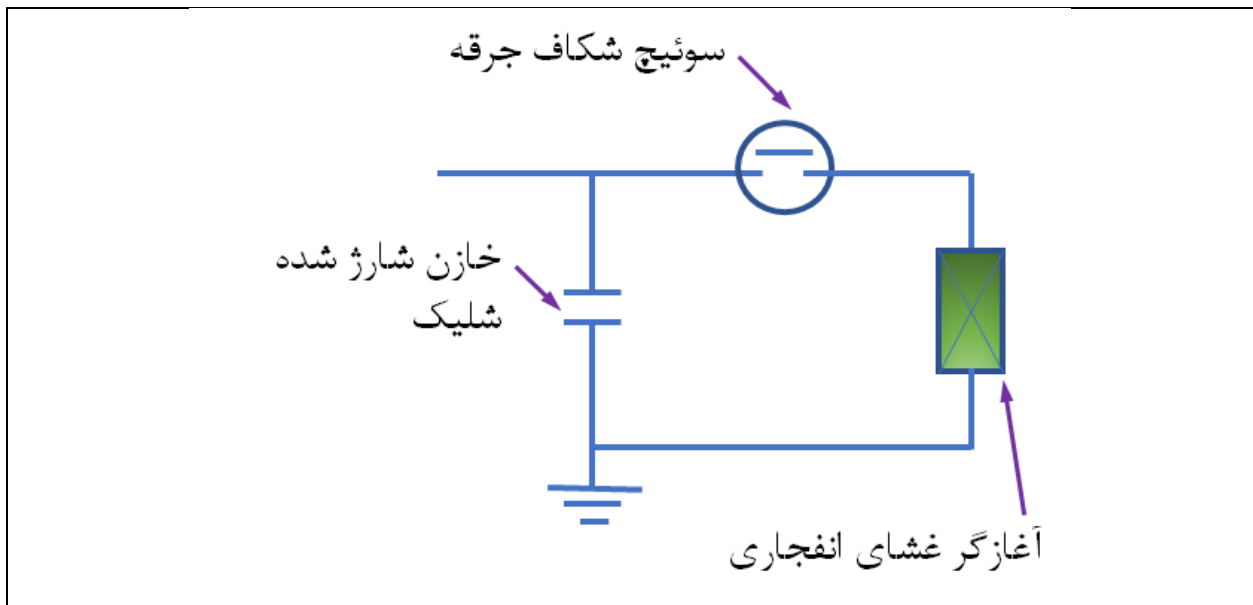 سوئیچ شکاف جرقه
خازن شارژ شده
شلیک
آغازگر غشای انفجاری